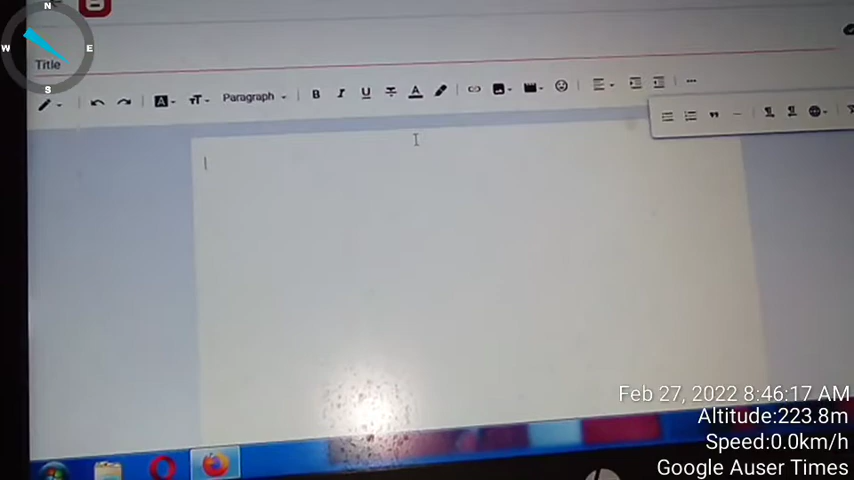 N
W E
S
Title
Paragraph B I U A
Feb 27, 2022 8:46:17 AM
Altitude:223.8m
Speed:0.0km/h
Google Auser Times